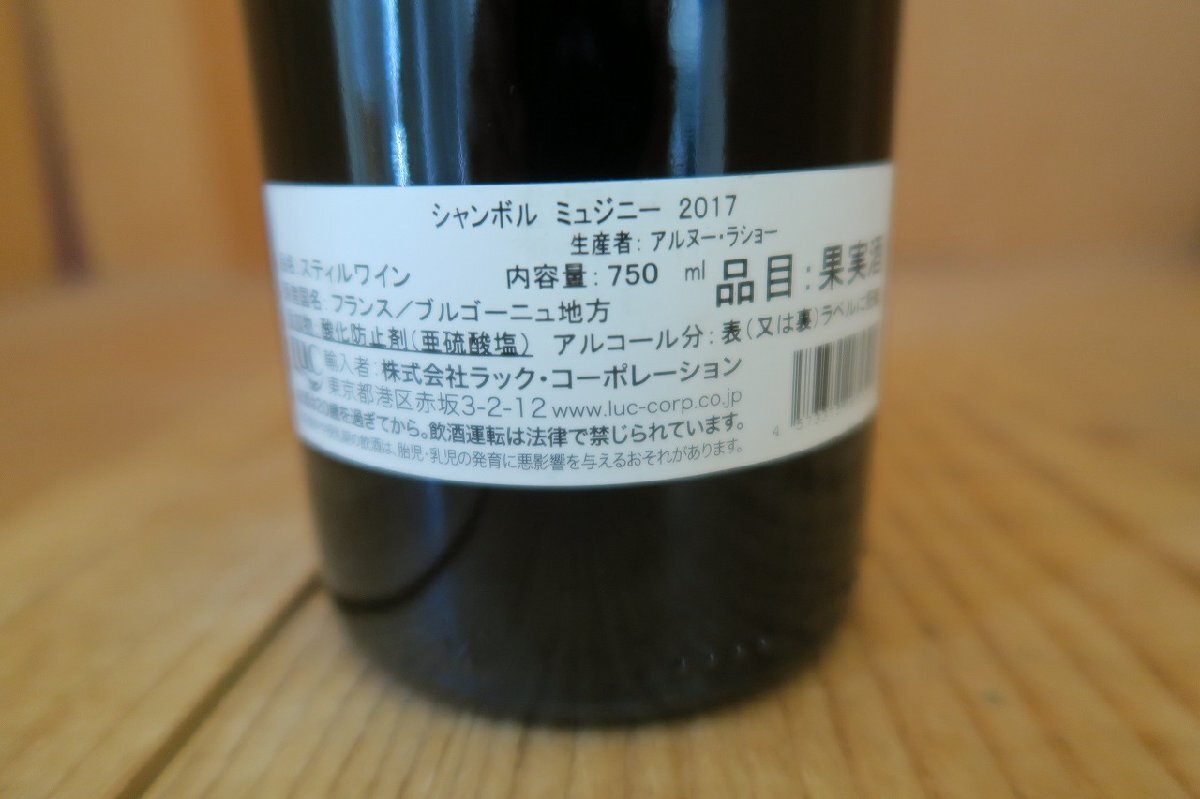 シャンボル ミュジニー 2017
生産者：アルヌー・ラショー
スティルワイン 内容量：750 ml 品目：果実酒
国名：フランス／ブルゴーニュ地方
酸化防止剤（亜硫酸塩） アルコール分：表（又は裏）ラベルに
輸入者：株式会社ラック・コーポレーション
東京都港区赤坂3-2-12 www.luc-corp.co.jp
20歳を過ぎてから。飲酒運転は法律で禁じられています。
の飲酒は、胎児・乳児の発育に悪影響を与えるおそれがあります。